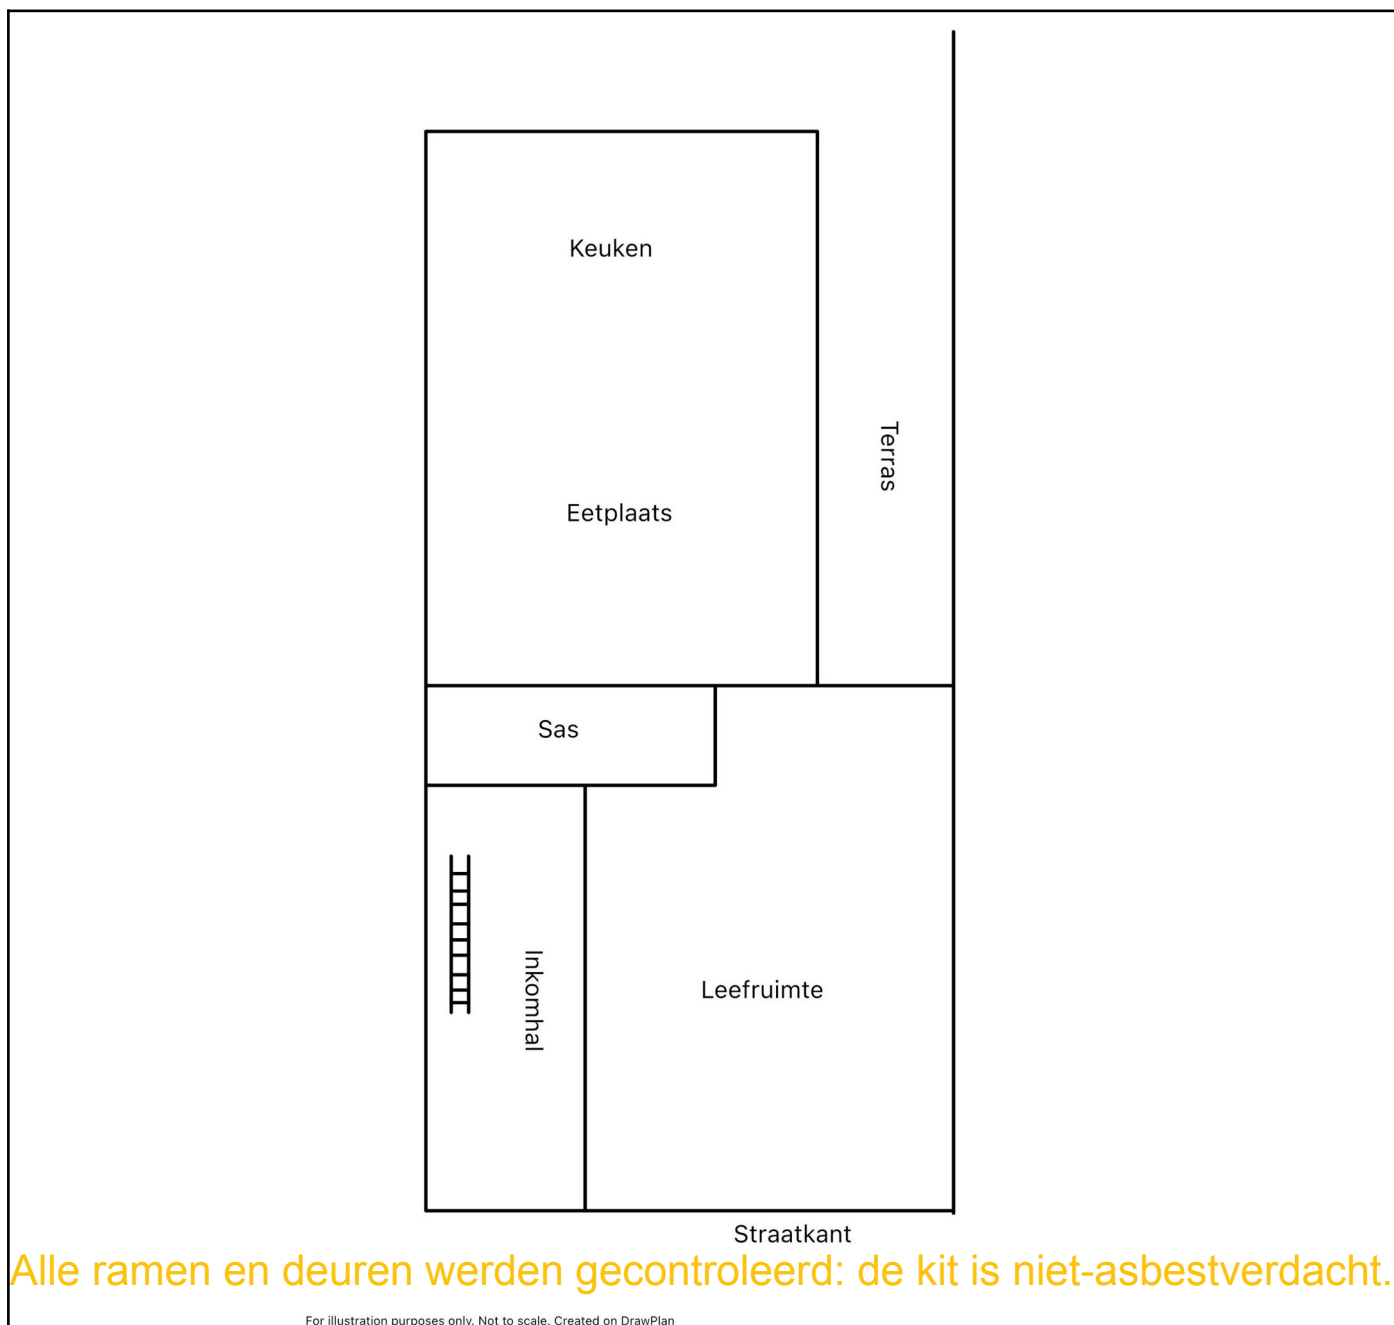 Keuken
Terras
Eetplaats
Sas
Inkomhal
Leefruimte
Straatkant
Alle ramen en deuren werden gecontroleerd: de kit is niet-asbestverdacht.
For illustration purposes only. Not to scale. Created on DrawPlan